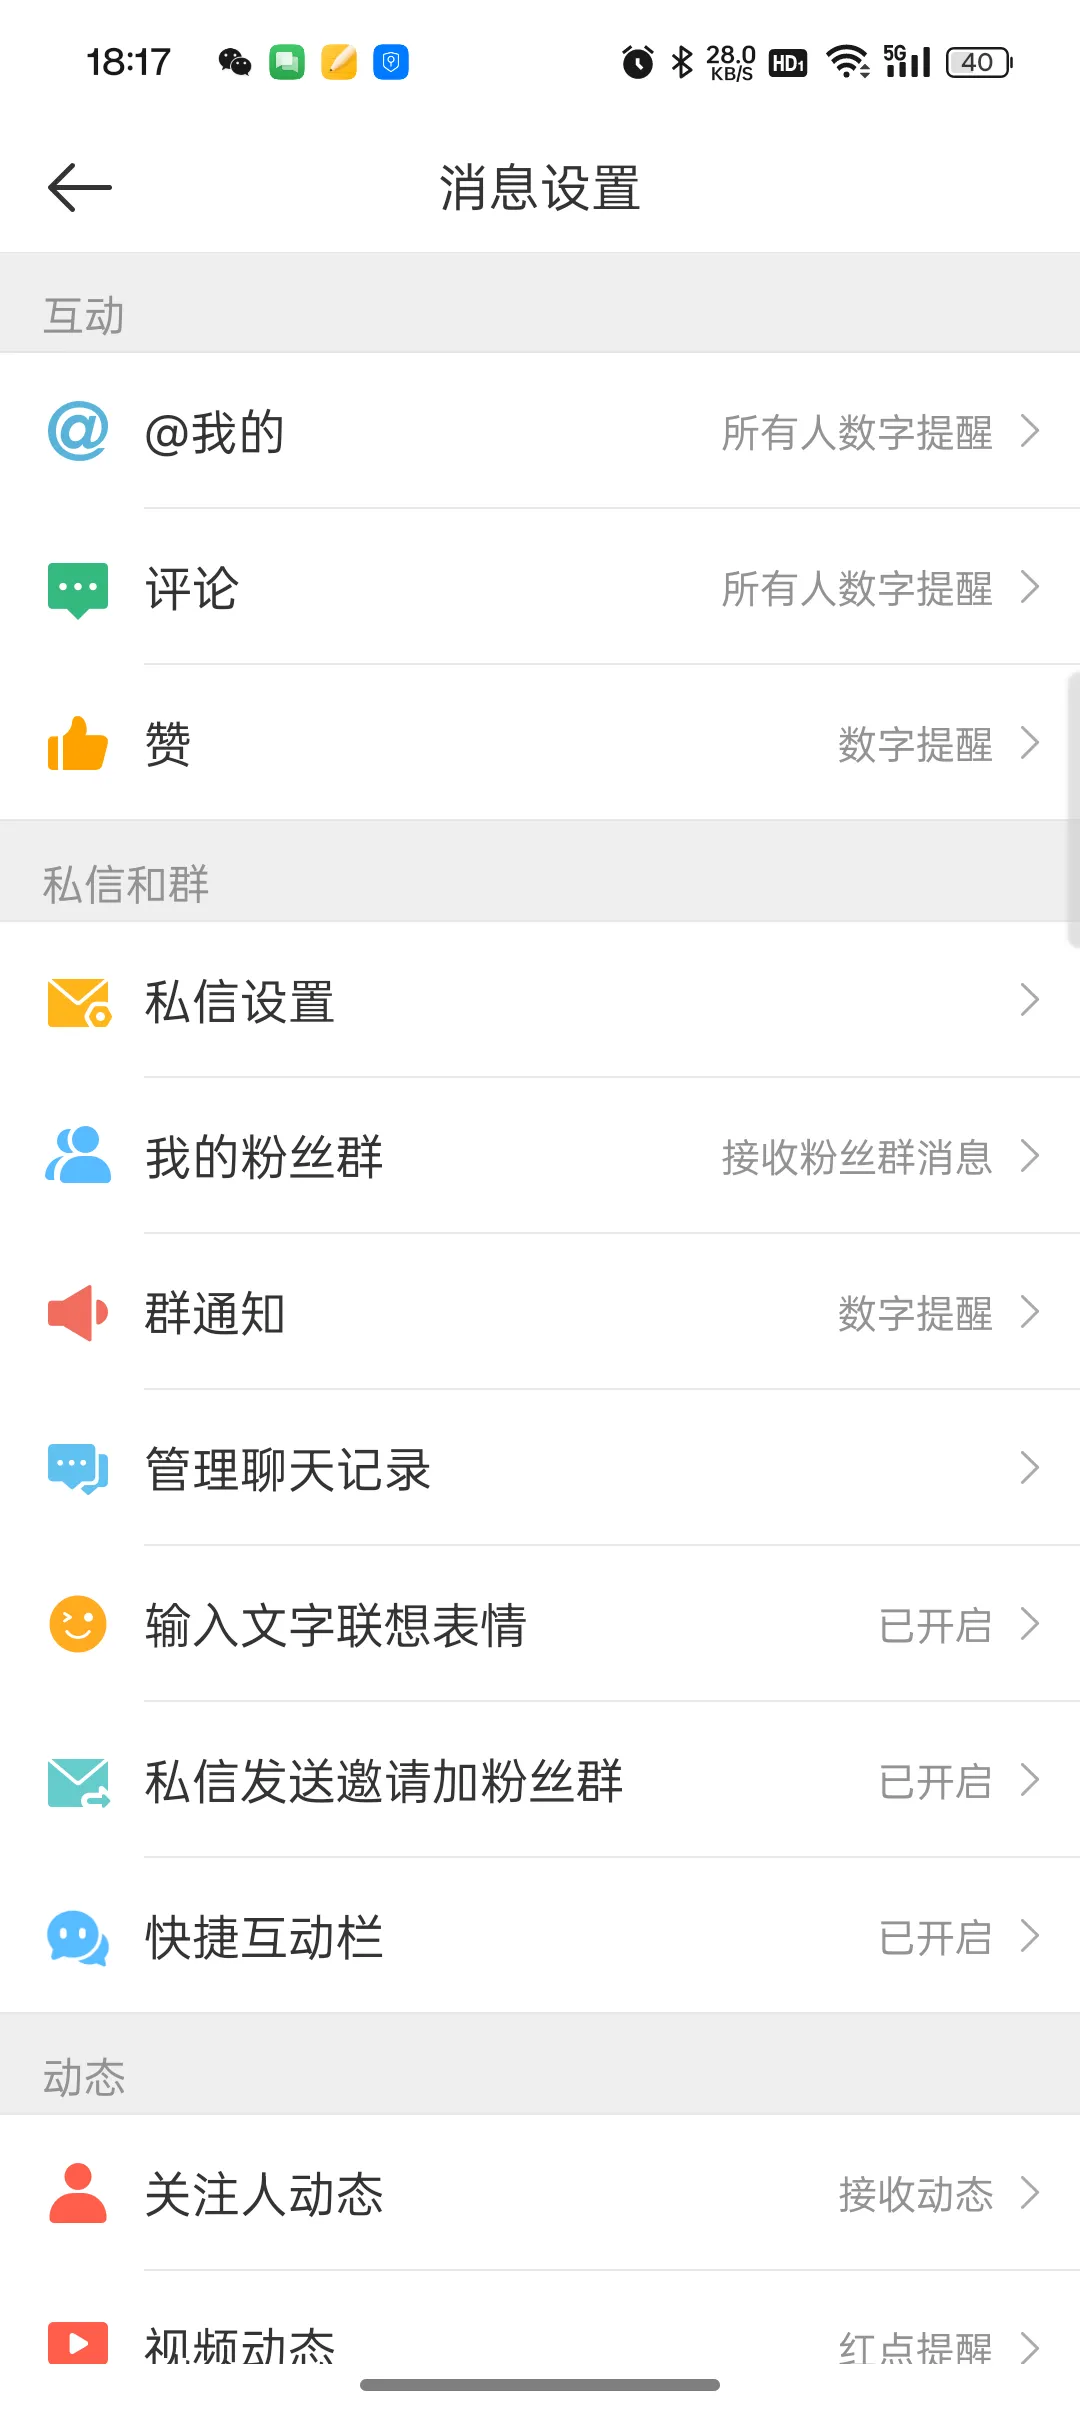 18:17 28.0 KB/S HD1 5G 40
消息设置
互动
@我的 所有人数字提醒
评论 所有人数字提醒
赞 数字提醒
私信和群
私信设置
我的粉丝群 接收粉丝群消息
群通知 数字提醒
管理聊天记录
输入文字联想表情 已开启
私信发送邀请加粉丝群 已开启
快捷互动栏 已开启
动态
关注人动态 接收动态
视频动态 红点提醒